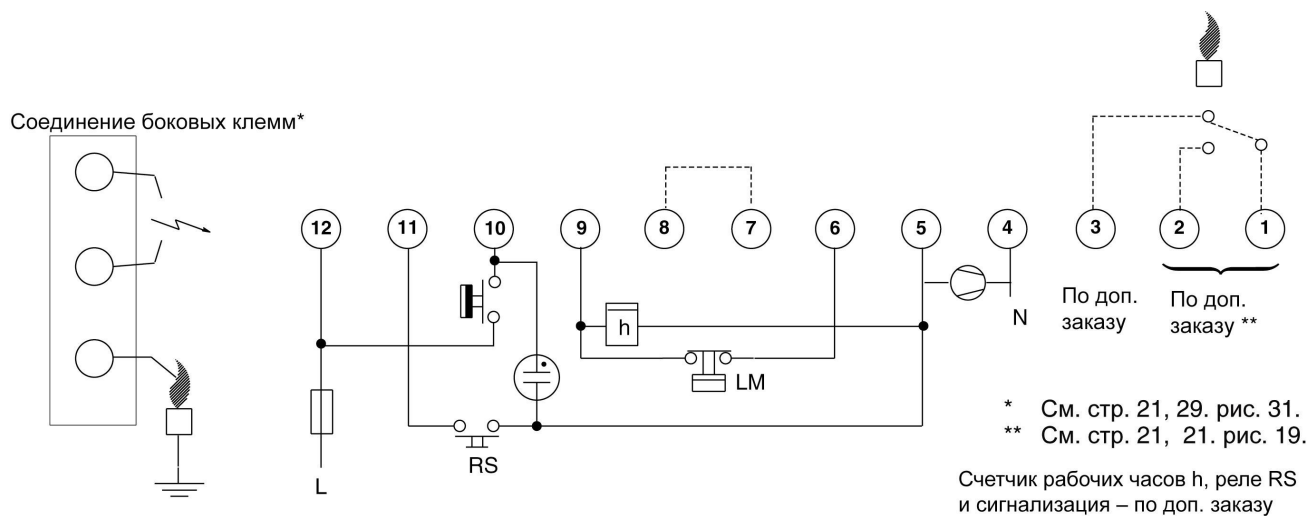 Соединение боковых клемм*
12
11
10
9
8
7
6
5
4
3
2
1
h
LM
RS
L
N
По доп.
заказу
По доп.
заказу **
* См. стр. 21, 29. рис. 31.
** См. стр. 21, 21. рис. 19.
Счетчик рабочих часов h, реле RS
и сигнализация – по доп. заказу